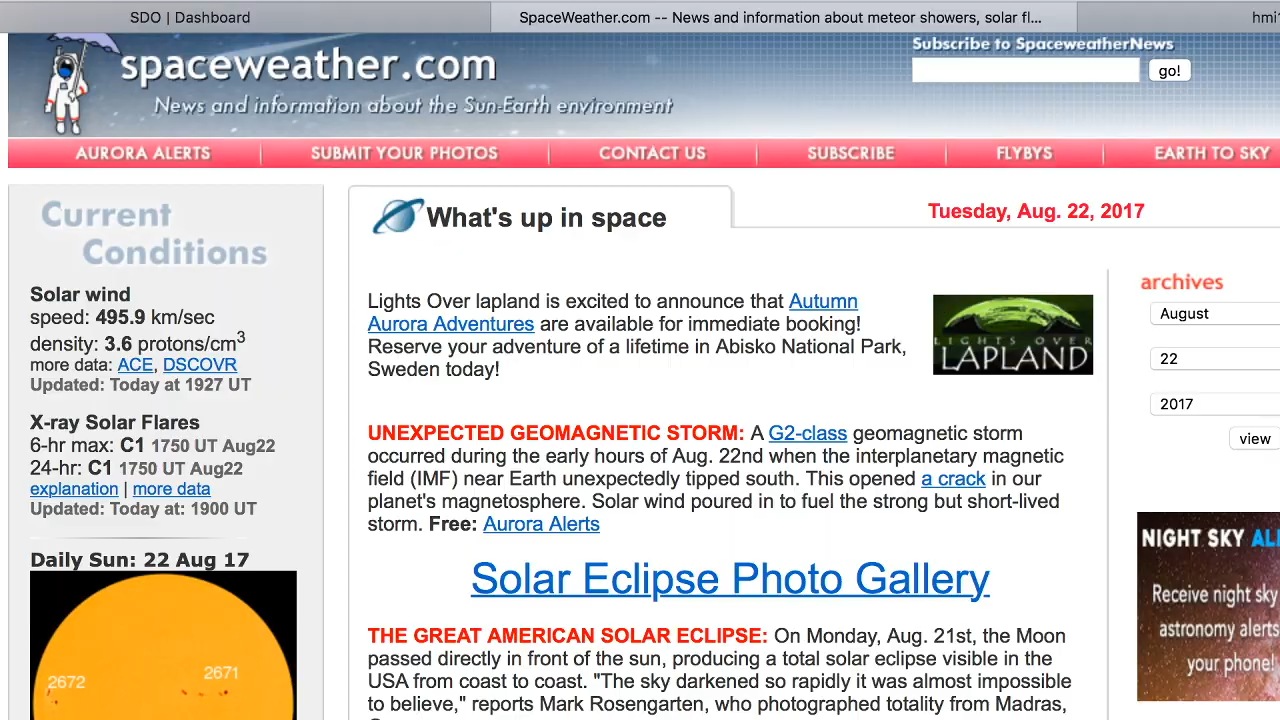 SDO | Dashboard
SpaceWeather.com -- News and information about meteor showers, solar fl...
Subscribe to SpaceweatherNews
spaceweather.com
go!
News and information about the Sun-Earth environment
AURORA ALERTS
SUBMIT YOUR PHOTOS
CONTACT US
SUBSCRIBE
FLYBYS
EARTH TO SKY
Current
Conditions
Solar wind
speed: 495.9 km/sec
density: 3.6 protons/cm3
more data: ACE, DSCOVR
Updated: Today at 1927 UT
X-ray Solar Flares
6-hr max: C1 1750 UT Aug22
24-hr: C1 1750 UT Aug22
explanation | more data
Updated: Today at: 1900 UT
Daily Sun: 22 Aug 17
2671
2672
What's up in space
Tuesday, Aug. 22, 2017
Lights Over lapland is excited to announce that Autumn
Aurora Adventures are available for immediate booking!
Reserve your adventure of a lifetime in Abisko National Park,
Sweden today!
LIGHTS OVER
LAPLAND
UNEXPECTED GEOMAGNETIC STORM: A G2-class geomagnetic storm
occurred during the early hours of Aug. 22nd when the interplanetary magnetic
field (IMF) near Earth unexpectedly tipped south. This opened a crack in our
planet's magnetosphere. Solar wind poured in to fuel the strong but short-lived
storm. Free: Aurora Alerts
Solar Eclipse Photo Gallery
THE GREAT AMERICAN SOLAR ECLIPSE: On Monday, Aug. 21st, the Moon
passed directly in front of the sun, producing a total solar eclipse visible in the
USA from coast to coast. "The sky darkened so rapidly it was almost impossible
to believe," reports Mark Rosengarten, who photographed totality from Madras,
archives
August
22
2017
view
NIGHT SKY
Receive night sky
astronomy alerts
your phone!